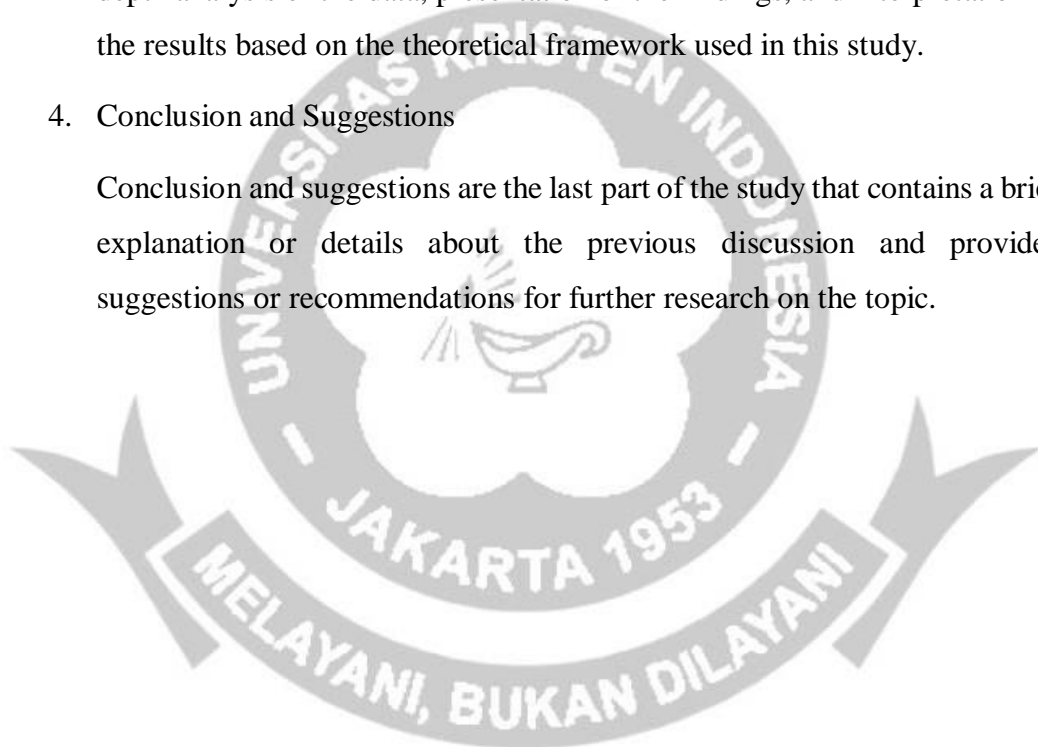 the results based on the theoretical framework used in this study.
4. Conclusion and Suggestions
Conclusion and suggestions are the last part of the study that contains a
explanation or details about the previous discussion and
suggestions or recommendations for further research on the topic.
UNIVERSITAS KRISTEN INDONESIA
JAKARTA 1953
MELAYANI, BUKAN DILAYANI